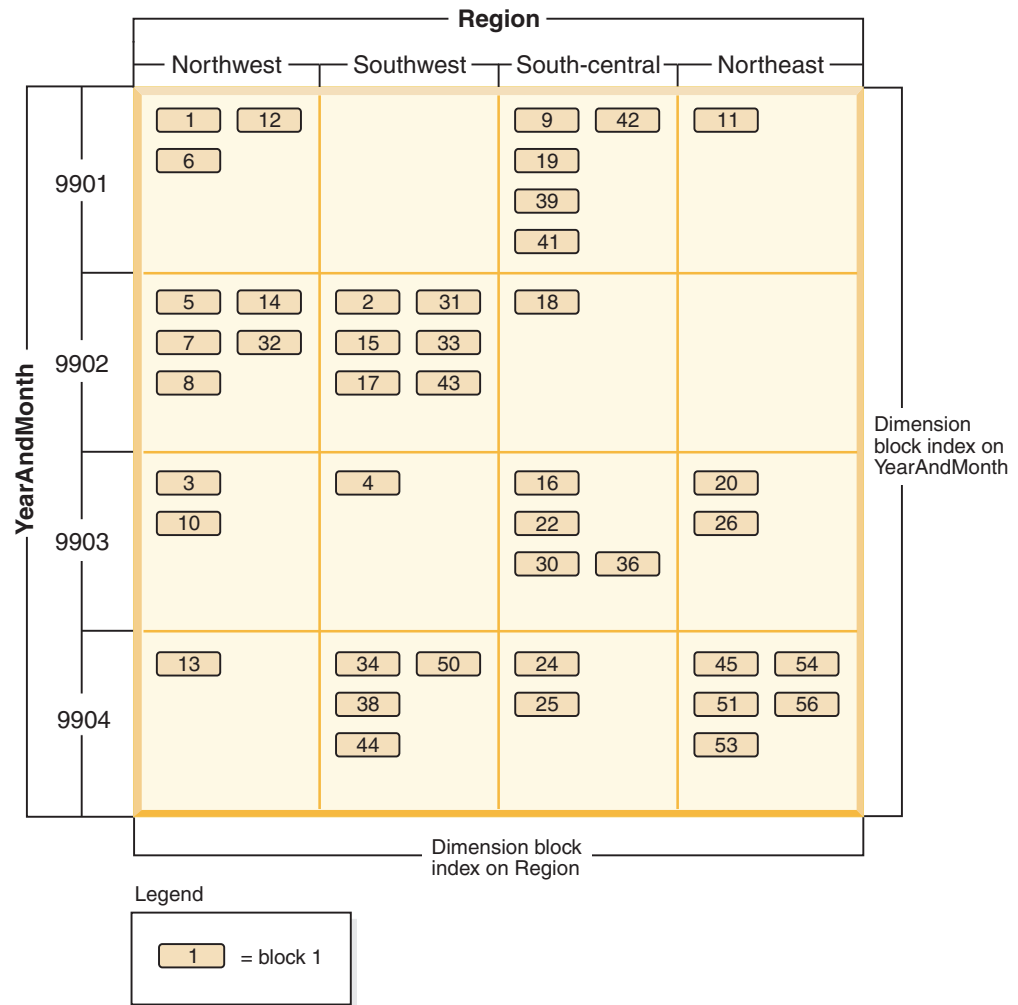 Region
Northwest Southwest South-central Northeast
YearAndMonth
9901
1 12 9 42 11
6 19
39
41
9902
5 14 2 31 18
7 32 15 33
8 17 43
9903
3 4 16 20
10 22 26
30 36
9904
13 34 50 24 45 54
38 25 51 56
44 53
Dimension
block index on
YearAndMonth
Dimension block
index on Region
Legend
1 = block 1